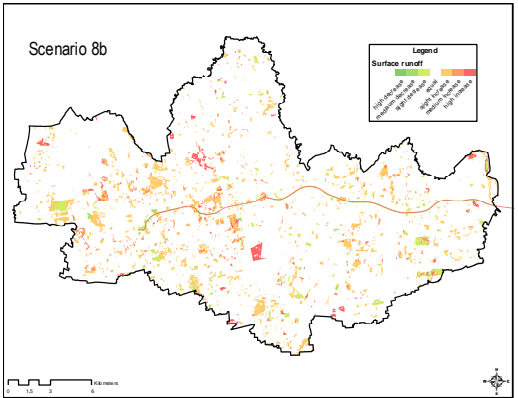 Scenario 8b
Legend
Surface runoff
high decrease
medium decrease
slight decrease
equal
slight increase
medium increase
high increase
Kilometers
0 1,5 3 6
N
W E
S